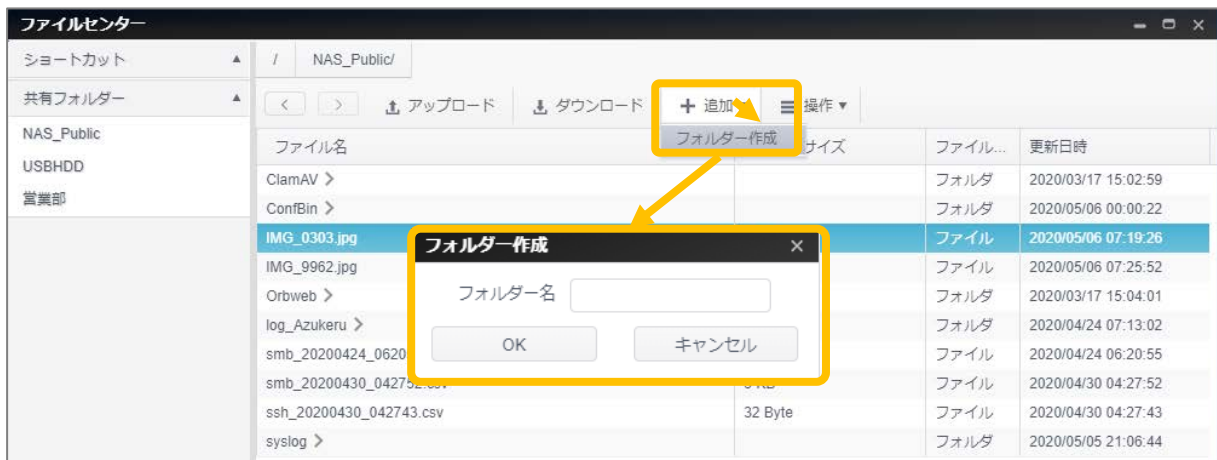 ファイルセンター
ショートカット
共有フォルダー
NAS_Public
USBHDD
営業部
/ NAS_Public/
アップロード ダウンロード 追加 操作
フォルダー作成
ファイル名 サイズ ファイル... 更新日時
ClamAV フォルダ 2020/03/17 15:02:59
ConfBin フォルダ 2020/05/06 00:00:22
IMG_0303.jpg ファイル 2020/05/06 07:19:26
IMG_9962.jpg ファイル 2020/05/06 07:25:52
Orbweb フォルダ 2020/03/17 15:04:01
log_Azukeru フォルダ 2020/04/24 07:13:02
smb_20200424_0620 ファイル 2020/04/24 06:20:55
smb_20200430_042752.csv ファイル 2020/04/30 04:27:52
ssh_20200430_042743.csv 32 Byte ファイル 2020/04/30 04:27:43
syslog フォルダ 2020/05/05 21:06:44
フォルダー作成
フォルダー名
OK キャンセル